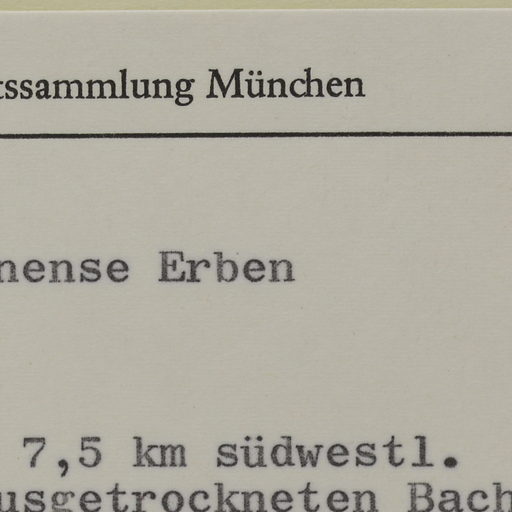 tssammlung München
nense Erben
7,5 km südwestl.
usgetrockneten Bach